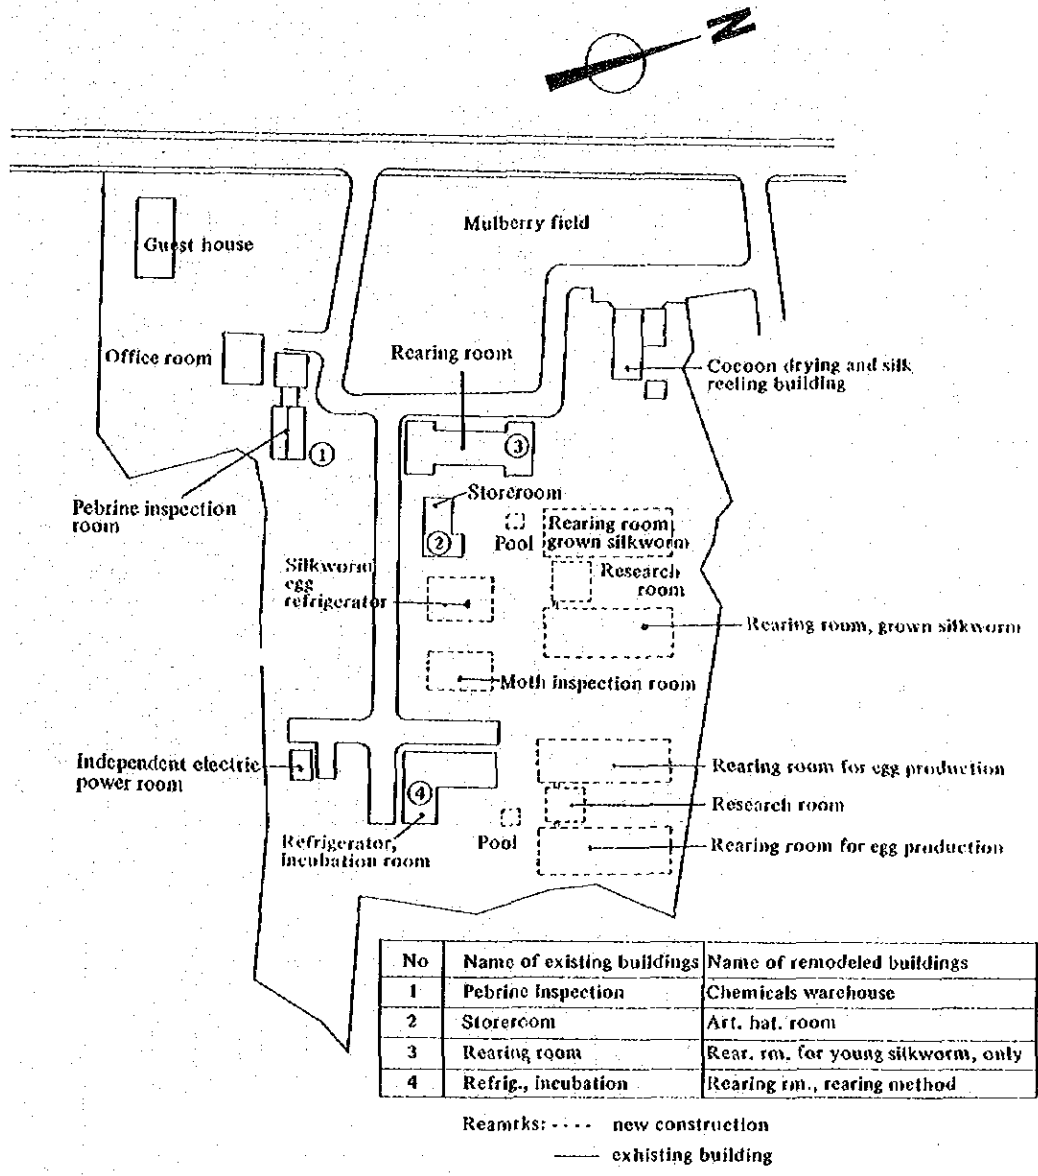 N
Mulberry field
Guest house
Office room
Rearing room
Cocoon drying and silk
reeling building
3
1
Storeroom
Pebrine inspection
room
Rearing room
grown silkworm
2
Pool
Silkworm
egg
refrigerator
Research
room
Rearing room, grown silkworm
Moth inspection room
Independent electric
power room
Rearing room for egg production
4
Research room
Pool
Refrigerator,
incubation room
Rearing room for egg production
No Name of existing buildings Name of remodeled buildings
1 Pebrine Inspection Chemicals warehouse
2 Storeroom Art. hat. room
3 Rearing room Rear. rm. for young silkworm, only
4 Refrig., incubation Rearing rm., rearing method
Reamrks: ---- new construction
—— exhisting building